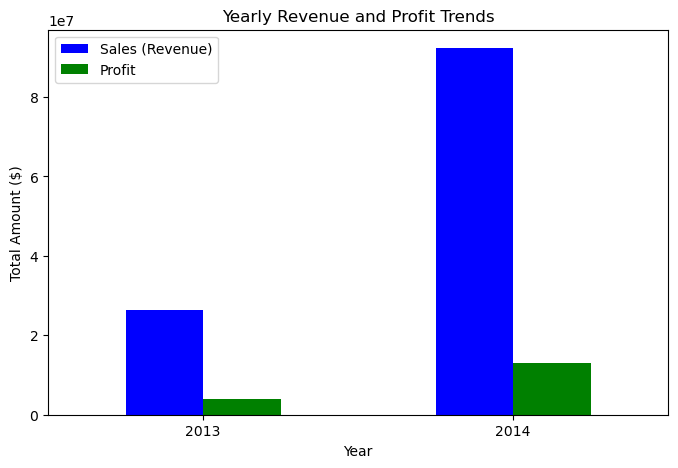 Yearly Revenue and Profit Trends
1e7
Sales (Revenue)
Profit
Total Amount ($)
8
6
4
2
0
2013 2014
Year